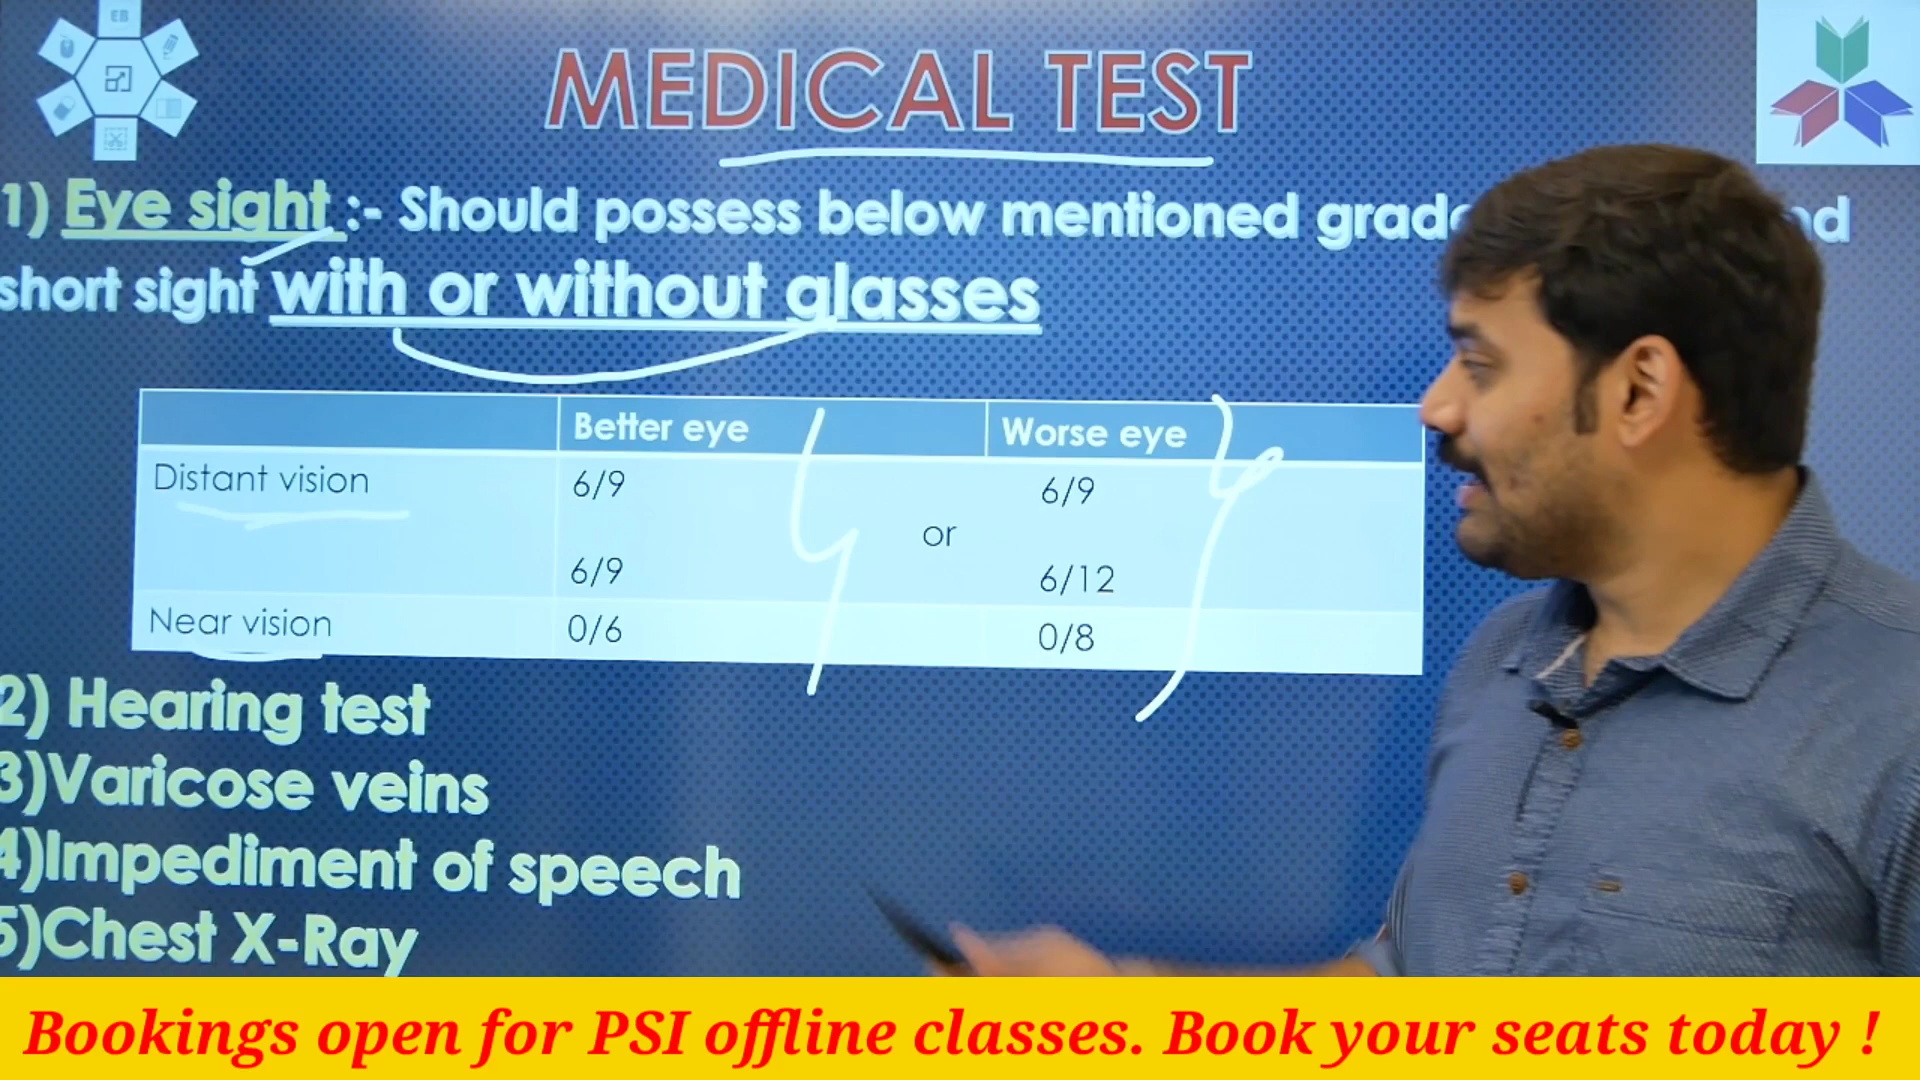 EB
MEDICAL TEST
1) Eye sight :- Should possess below mentioned
short sight with or without glasses
Better eye Worse eye
Distant vision 6/9 6/9
or
6/9 6/12
Near vision 0/6 0/8
2) Hearing test
3)Varicose veins
4)Impediment of speech
5)Chest X-Ray
Bookings open for PSI offline classes. Book your seats today !